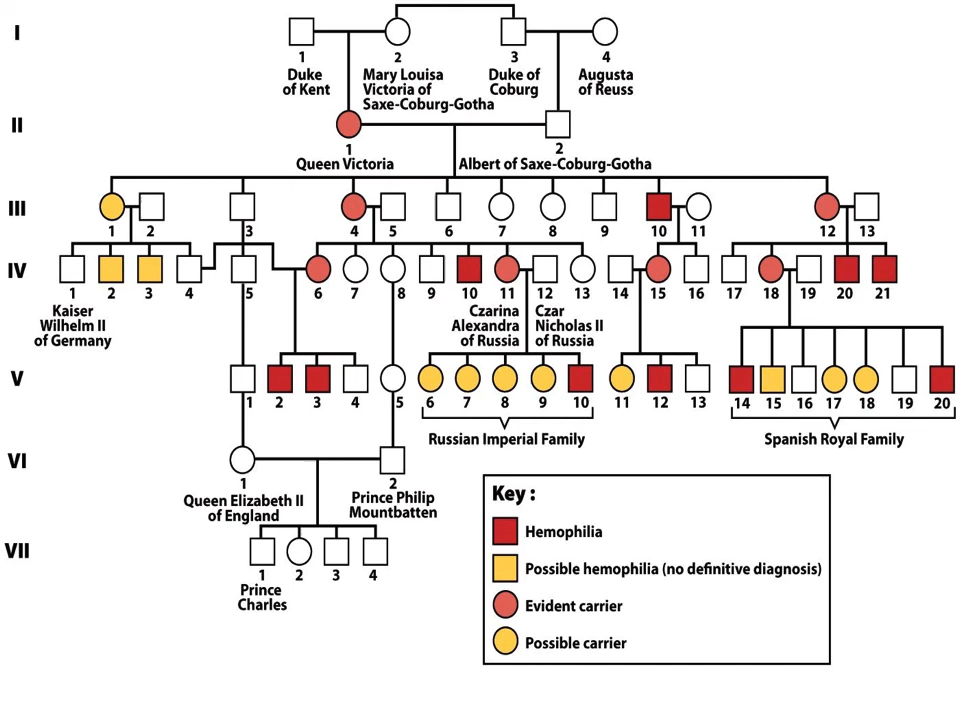 I
1
2
3
4
Duke
of Kent
Mary Louisa
Victoria of
Saxe-Coburg-Gotha
Duke of
Coburg
Augusta
of Reuss
II
1
2
Queen Victoria
Albert of Saxe-Coburg-Gotha
III
1
2
3
4
5
6
7
8
9
10
11
12
13
IV
1
2
3
4
5
6
7
8
9
10
11
12
13
14
15
16
17
18
19
20
21
Kaiser
Wilhelm II
of Germany
Czarina
Alexandra
of Russia
Czar
Nicholas II
of Russia
V
1
2
3
4
5
6
7
8
9
10
11
12
13
14
15
16
17
18
19
20
Russian Imperial Family
Spanish Royal Family
VI
1
2
Queen Elizabeth II
of England
Prince Philip
Mountbatten
VII
1
2
3
4
Prince
Charles
Key :
Hemophilia
Possible hemophilia (no definitive diagnosis)
Evident carrier
Possible carrier